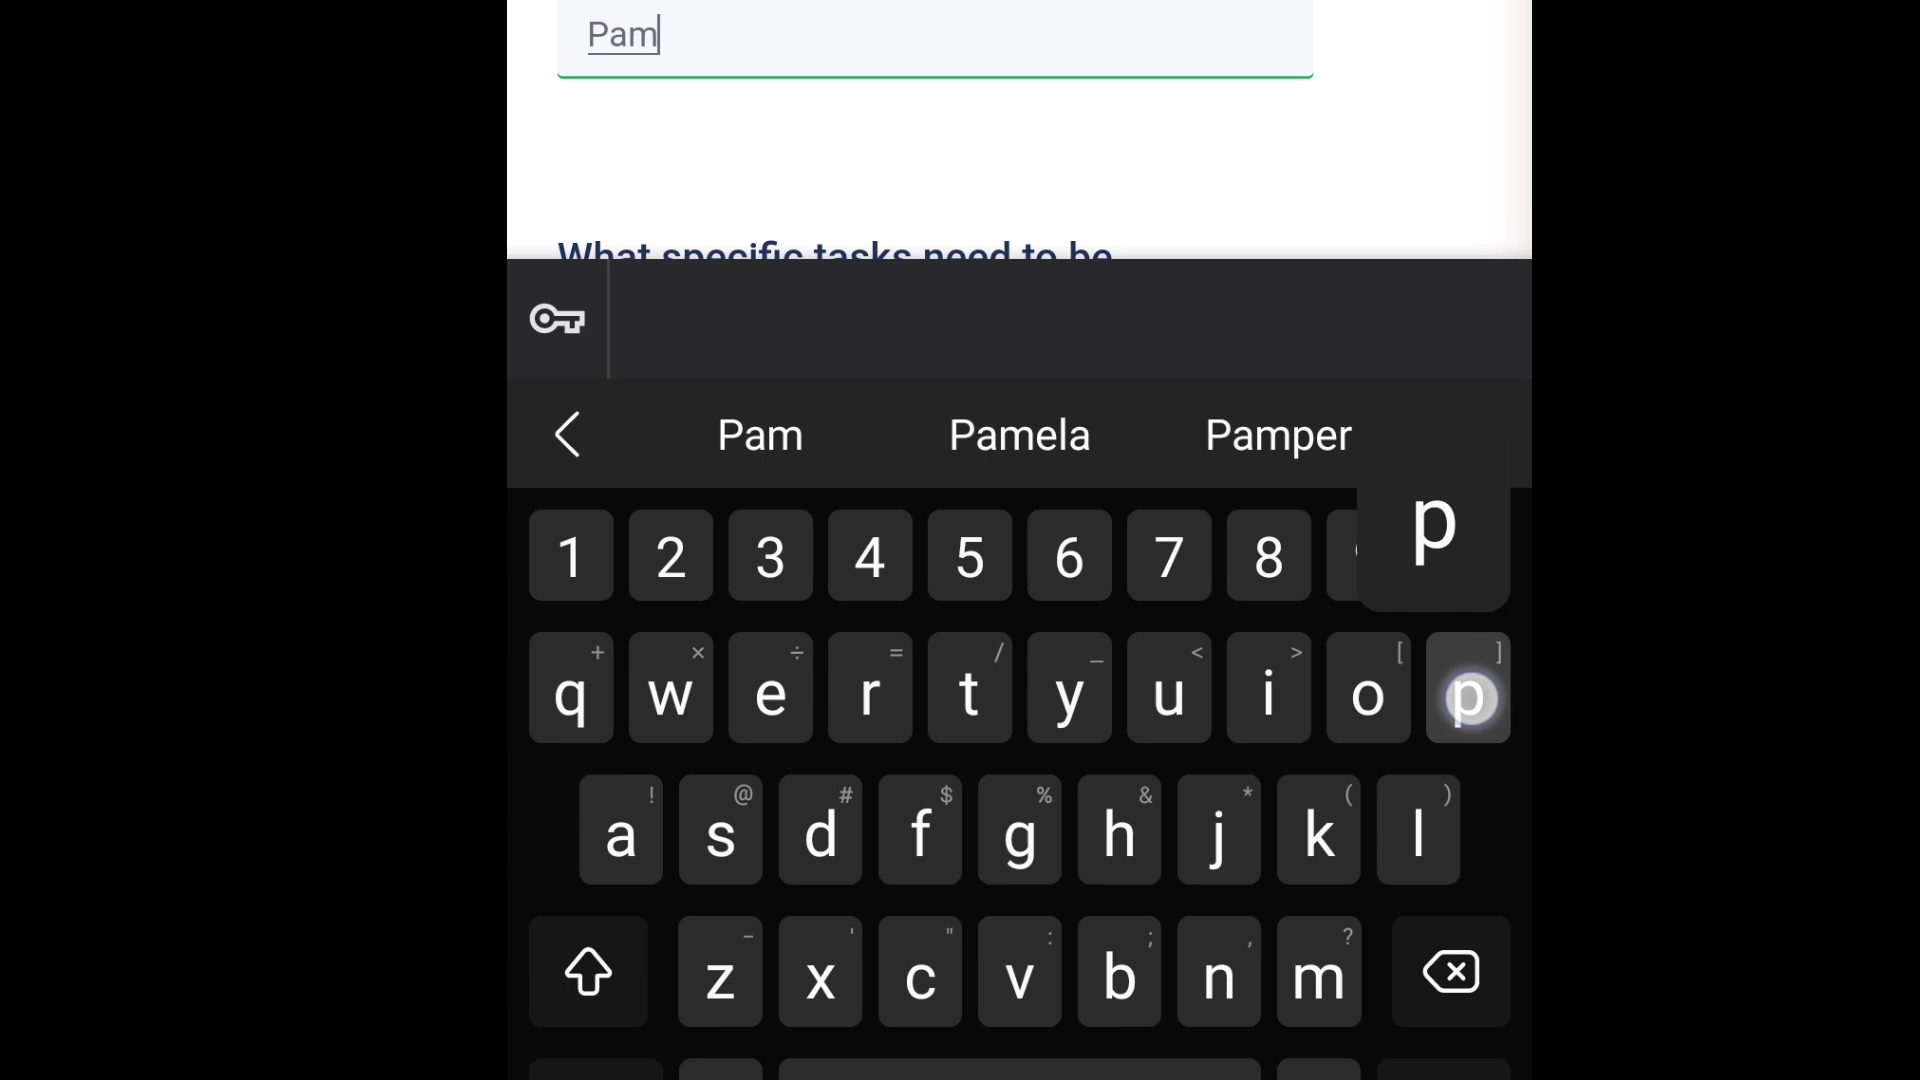 Pam
What specific tasks need to be
Pam Pamela Pamper
p
1 2 3 4 5 6 7 8
+ × ÷ = / _ < > [ ]
q w e r t y u i o p
! @ # $ % & * ( )
a s d f g h j k l
- ' " : ; , ?
z x c v b n m